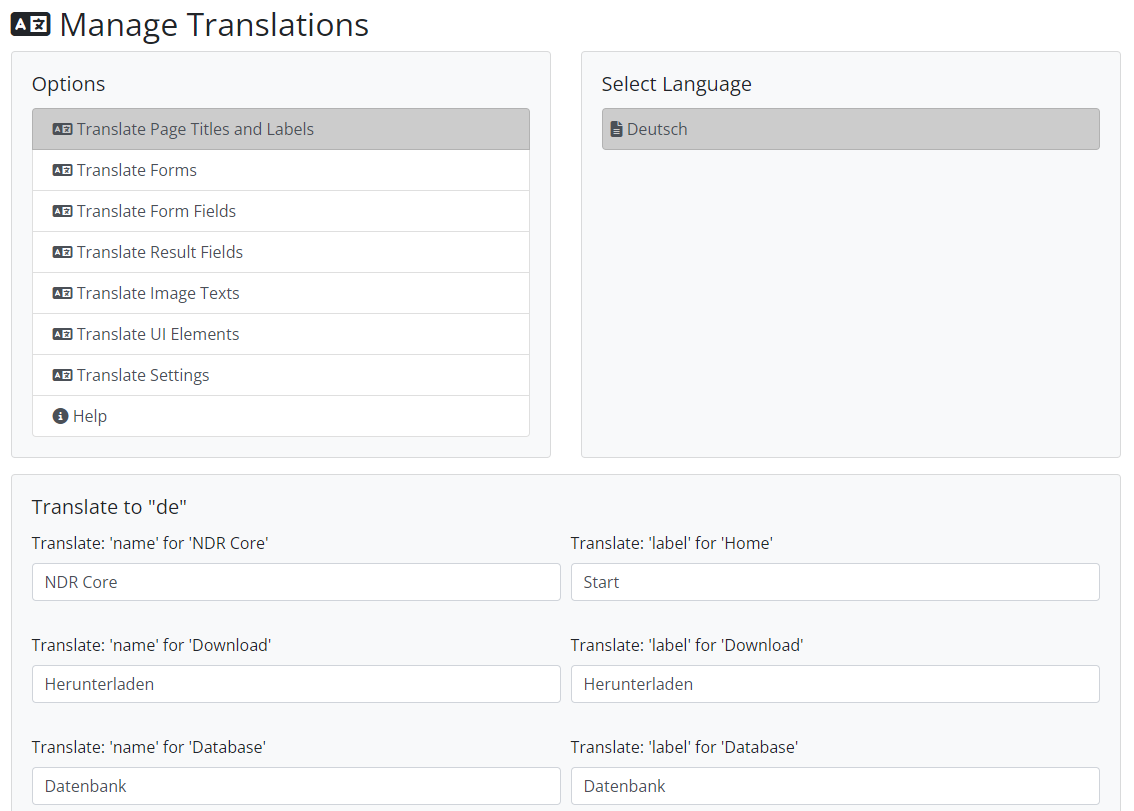 Manage Translations
Options
Translate Page Titles and Labels
Translate Forms
Translate Form Fields
Translate Result Fields
Translate Image Texts
Translate UI Elements
Translate Settings
Help
Select Language
Deutsch
Translate to "de"
Translate: 'name' for 'NDR Core'
NDR Core
Translate: 'label' for 'Home'
Start
Translate: 'name' for 'Download'
Herunterladen
Translate: 'label' for 'Download'
Herunterladen
Translate: 'name' for 'Database'
Datenbank
Translate: 'label' for 'Database'
Datenbank